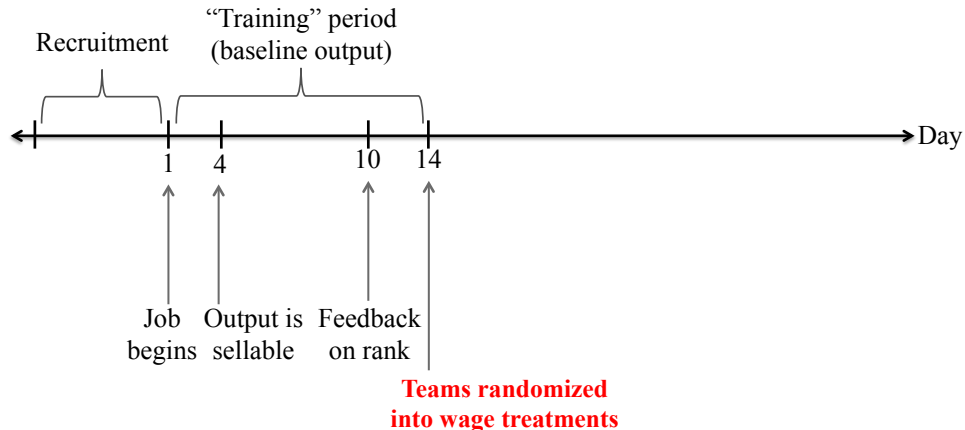 Recruitment
“Training” period
(baseline output)
Day
1
4
10
14
Job
begins
Output is
sellable
Feedback
on rank
Teams randomized
into wage treatments